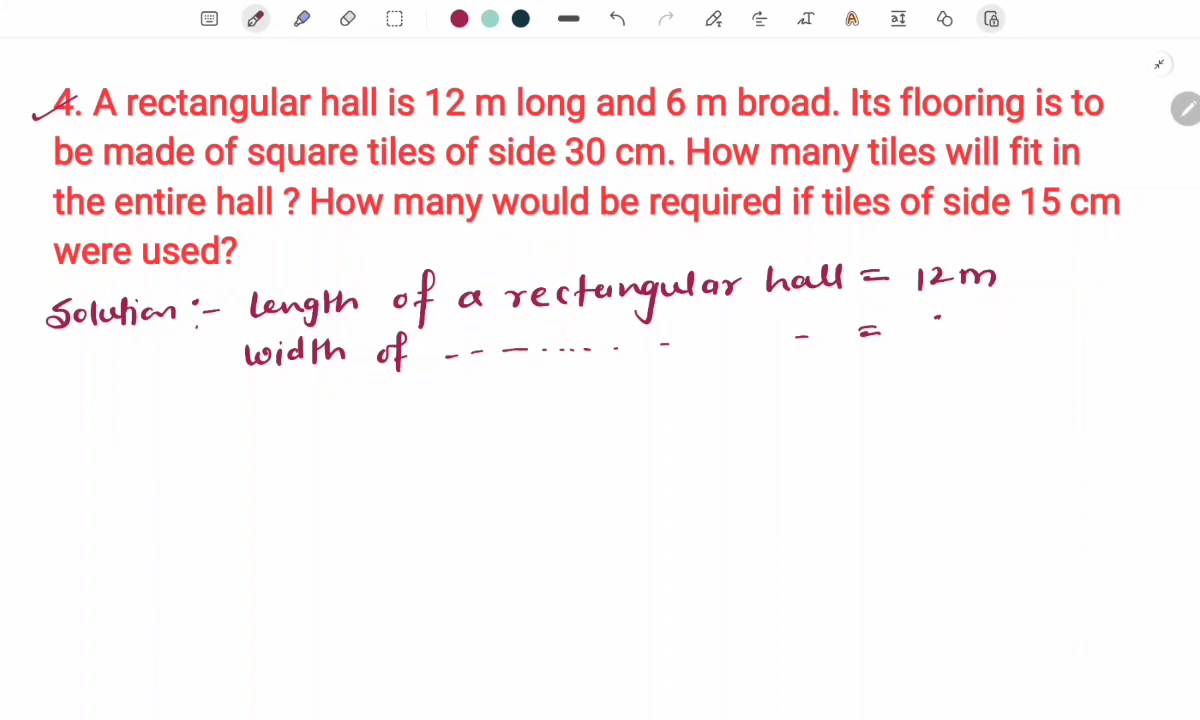 4. A rectangular hall is 12 m long and 6 m broad. Its flooring is to
be made of square tiles of side 30 cm. How many tiles will fit in
the entire hall ? How many would be required if tiles of side 15 cm
were used?
Solution :- length of a rectangular hall = 12 m
width of - - - - . . . . . - - =